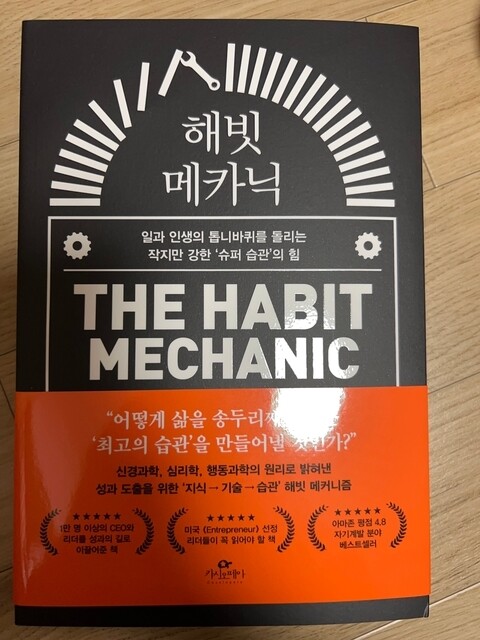 해빗
메카닉
일과 인생의 톱니바퀴를 돌리는
작지만 강한 '슈퍼 습관'의 힘
THE HABIT
MECHANIC
“어떻게 삶을 송두리째
‘최고의 습관’을 만들어낼 것인가?”
신경과학, 심리학, 행동과학의 원리로 밝혀낸
성과 도출을 위한 ‘지식→기술→습관’ 해빗 메커니즘
★★★★★
1만 명 이상의 CEO와
리더를 성과의 길로
이끌어준 책
★★★★★
미국 《Entrepreneur》 선정
리더들이 꼭 읽어야 할 책
★★★★★
아마존 평점 4.8
자기계발 분야
베스트셀러
카시오페아